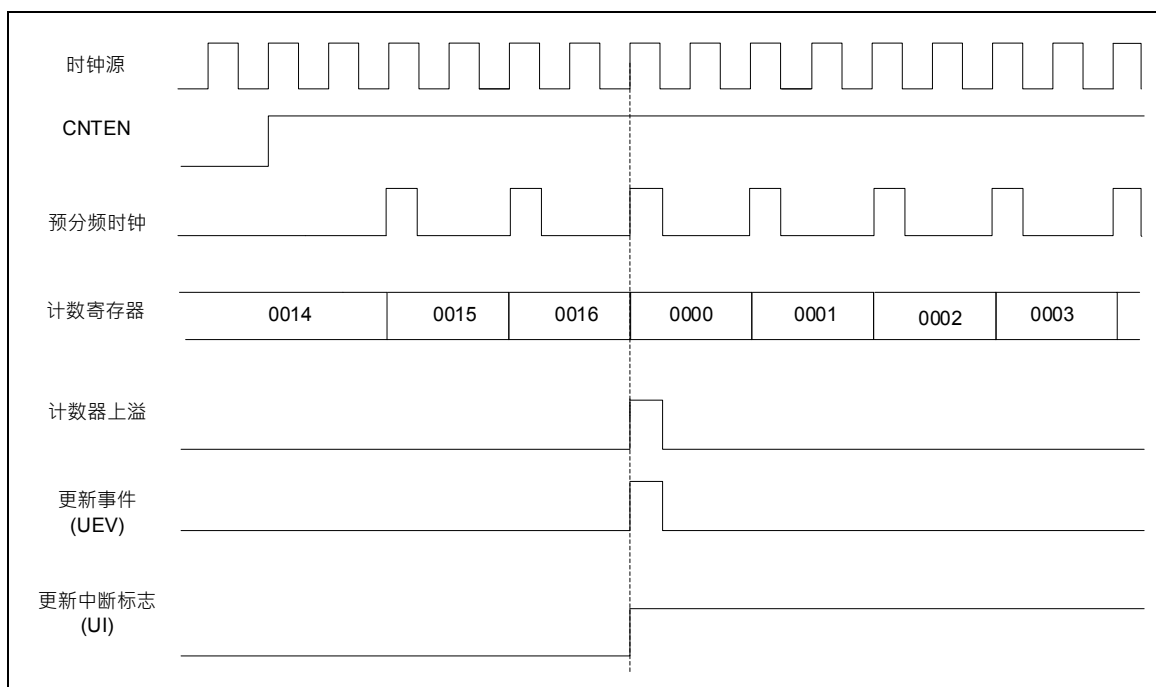 时钟源
CNTEN
预分频时钟
计数寄存器
0014 0015 0016 0000 0001 0002 0003
计数器上溢
更新事件
(UEV)
更新中断标志
(UI)